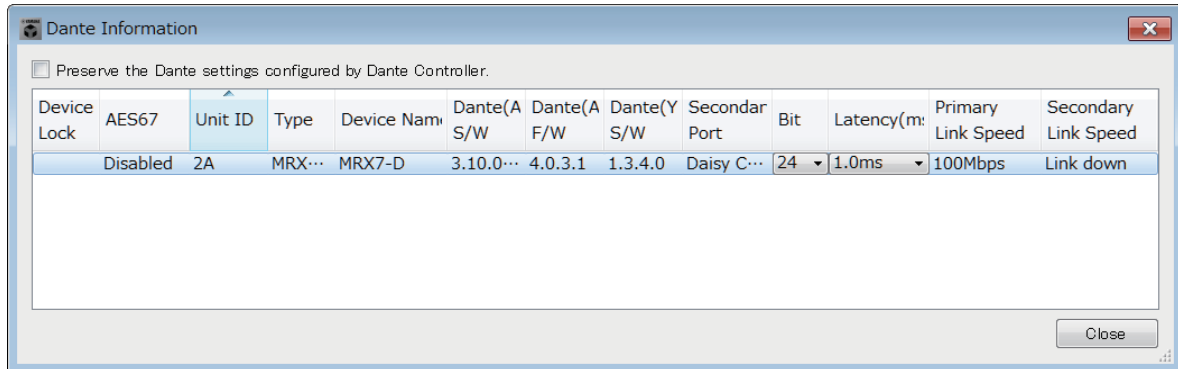 Dante Information
Preserve the Dante settings configured by Dante Controller.
Device Lock AES67 Unit ID Type Device Nam Dante(A S/W Dante(A F/W Dante(Y S/W Secondar Port Bit Latency(m Primary Link Speed Secondary Link Speed
Disabled 2A MRX… MRX7-D 3.10.0… 4.0.3.1 1.3.4.0 Daisy C… 24 1.0ms 100Mbps Link down
Close